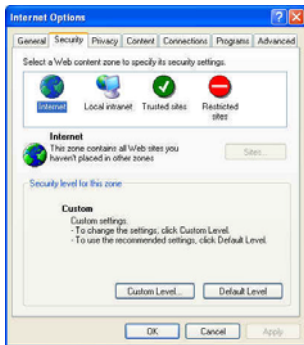 Internet Options
General Security Privacy Content Connections Programs Advanced
Select a Web content zone to specify its security settings.
Internet Local intranet Trusted sites Restricted sites
Internet
This zone contains all Web sites you
haven't placed in other zones
Sites...
Security level for this zone
Custom
Custom settings.
- To change the settings, click Custom Level.
- To use the recommended settings, click Default Level.
Custom Level... Default Level
OK Cancel Apply